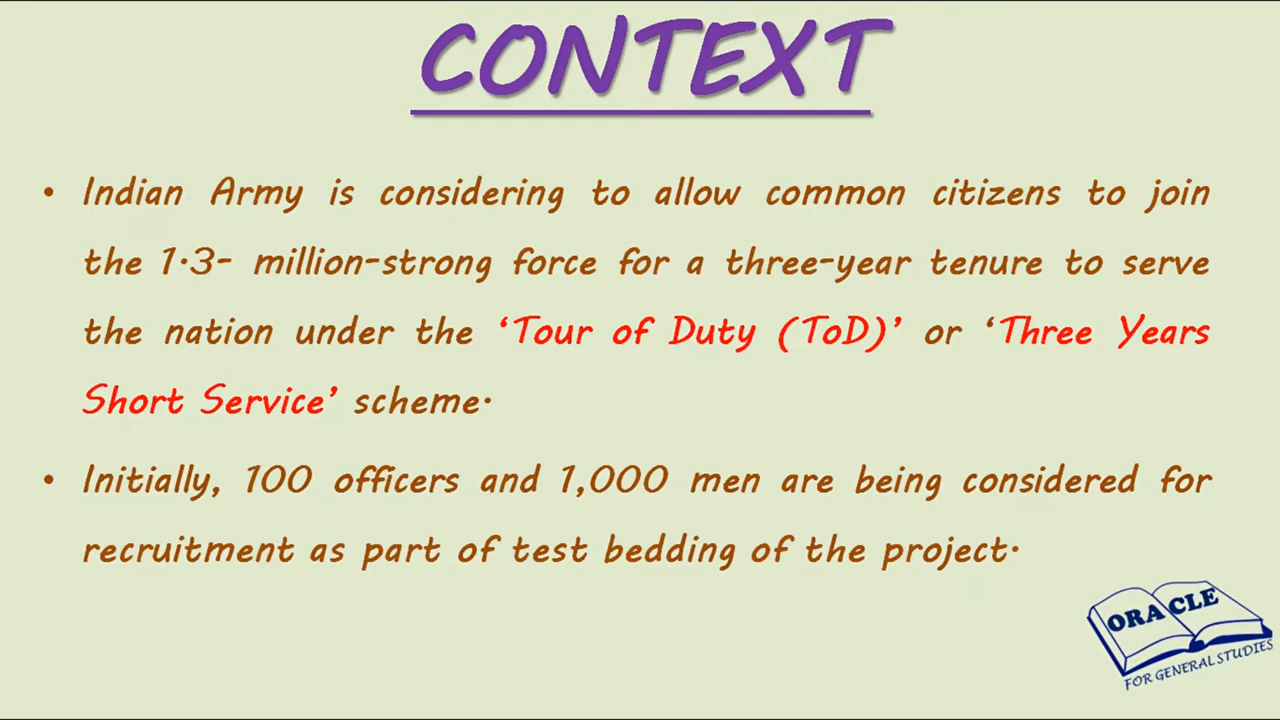 CONTEXT
• Indian Army is considering to allow common citizens to join
the 1.3- million-strong force for a three-year tenure to serve
the nation under the ‘Tour of Duty (ToD)’ or ‘Three Years
Short Service’ scheme.
• Initially, 100 officers and 1,000 men are being considered for
recruitment as part of test bedding of the project.
ORACLE
FOR GENERAL STUDIES